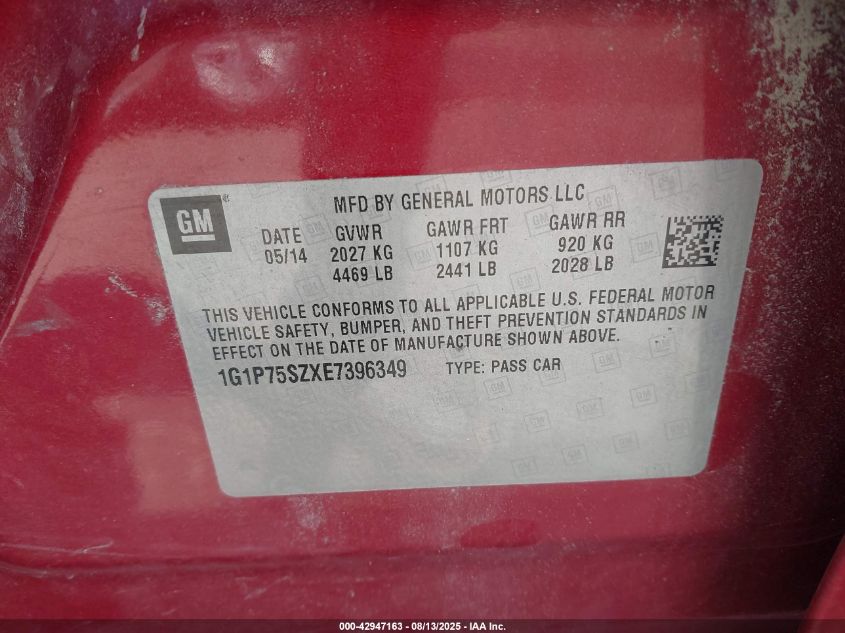 GM
MFD BY GENERAL MOTORS LLC
DATE GVWR GAWR FRT GAWR RR
05/14 2027 KG 1107 KG 920 KG
4469 LB 2441 LB 2028 LB
THIS VEHICLE CONFORMS TO ALL APPLICABLE U.S. FEDERAL MOTOR
VEHICLE SAFETY, BUMPER, AND THEFT PREVENTION STANDARDS IN
EFFECT ON THE DATE OF MANUFACTURE SHOWN ABOVE.
1G1P75SZXE7396349 TYPE: PASS CAR
000-42947163 - 08/13/2025 - IAA Inc.